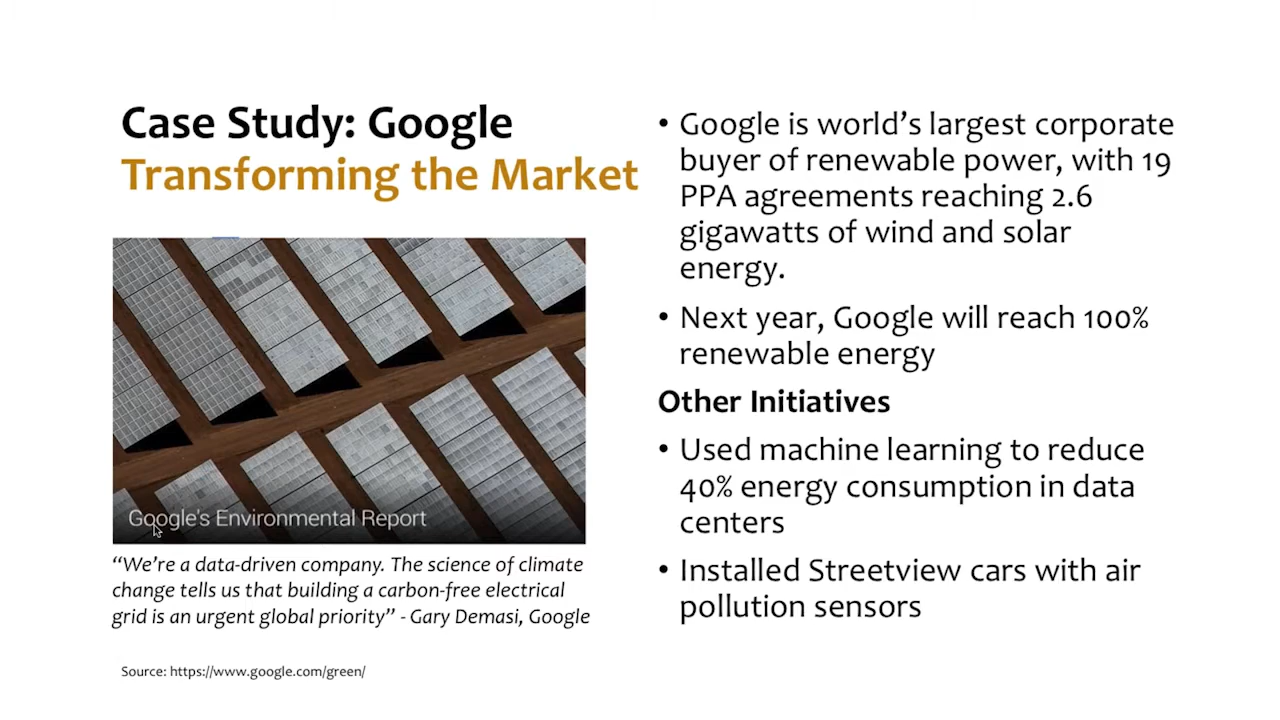 Case Study: Google
Transforming the Market
Google's Environmental Report
“We’re a data-driven company. The science of climate
change tells us that building a carbon-free electrical
grid is an urgent global priority” - Gary Demasi, Google
Source: https://www.google.com/green/
• Google is world’s largest corporate
buyer of renewable power, with 19
PPA agreements reaching 2.6
gigawatts of wind and solar
energy.
• Next year, Google will reach 100%
renewable energy
Other Initiatives
• Used machine learning to reduce
40% energy consumption in data
centers
• Installed Streetview cars with air
pollution sensors